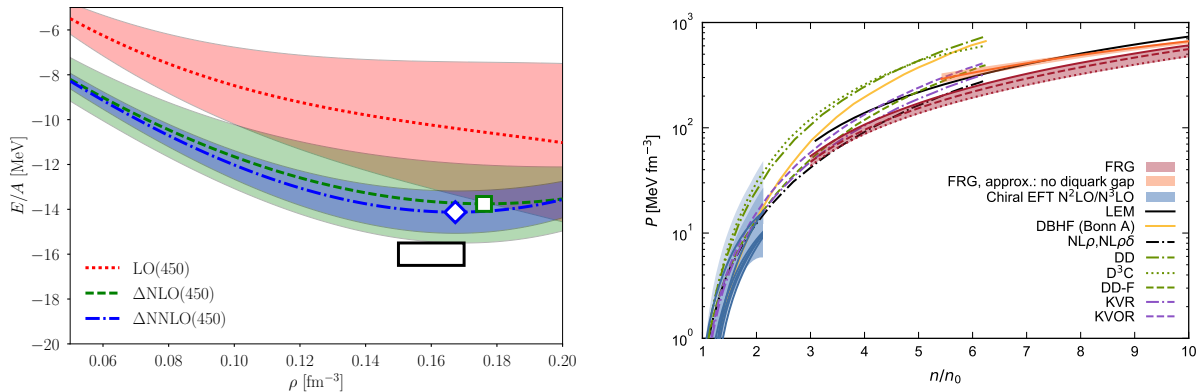 E/A [MeV]
−6
−8
−10
−12
−14
−16
−18
−20
LO(450)
ΔNLO(450)
ΔNNLO(450)
0.06 0.08 0.10 0.12 0.14 0.16 0.18 0.20
ρ [fm⁻³]
P [MeV fm⁻³]
10³
10²
10¹
10⁰
FRG
FRG, approx.: no diquark gap
Chiral EFT N²LO/N³LO
LEM
DBHF (Bonn A)
NLρ,NLρδ
DD
D³C
DD-F
KVR
KVOR
1 2 3 4 5 6 7 8 9 10
n/n₀